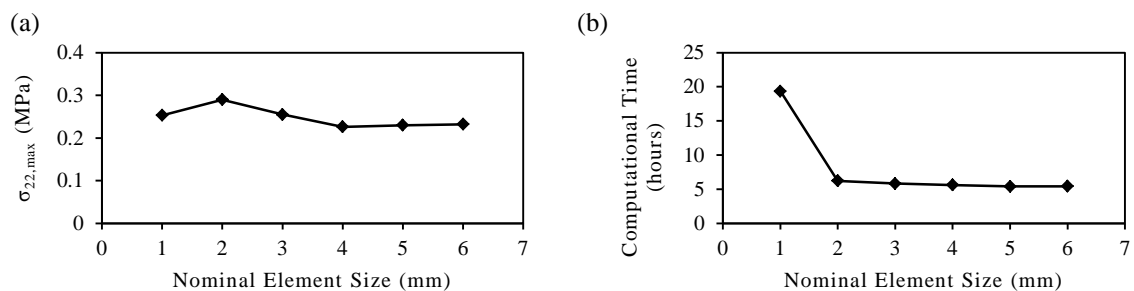 (a)
0.4
0.3
0.2
0.1
0
0 1 2 3 4 5 6 7
σ22,max (MPa)
Nominal Element Size (mm)
(b)
25
20
15
10
5
0
0 1 2 3 4 5 6 7
Computational Time
(hours)
Nominal Element Size (mm)